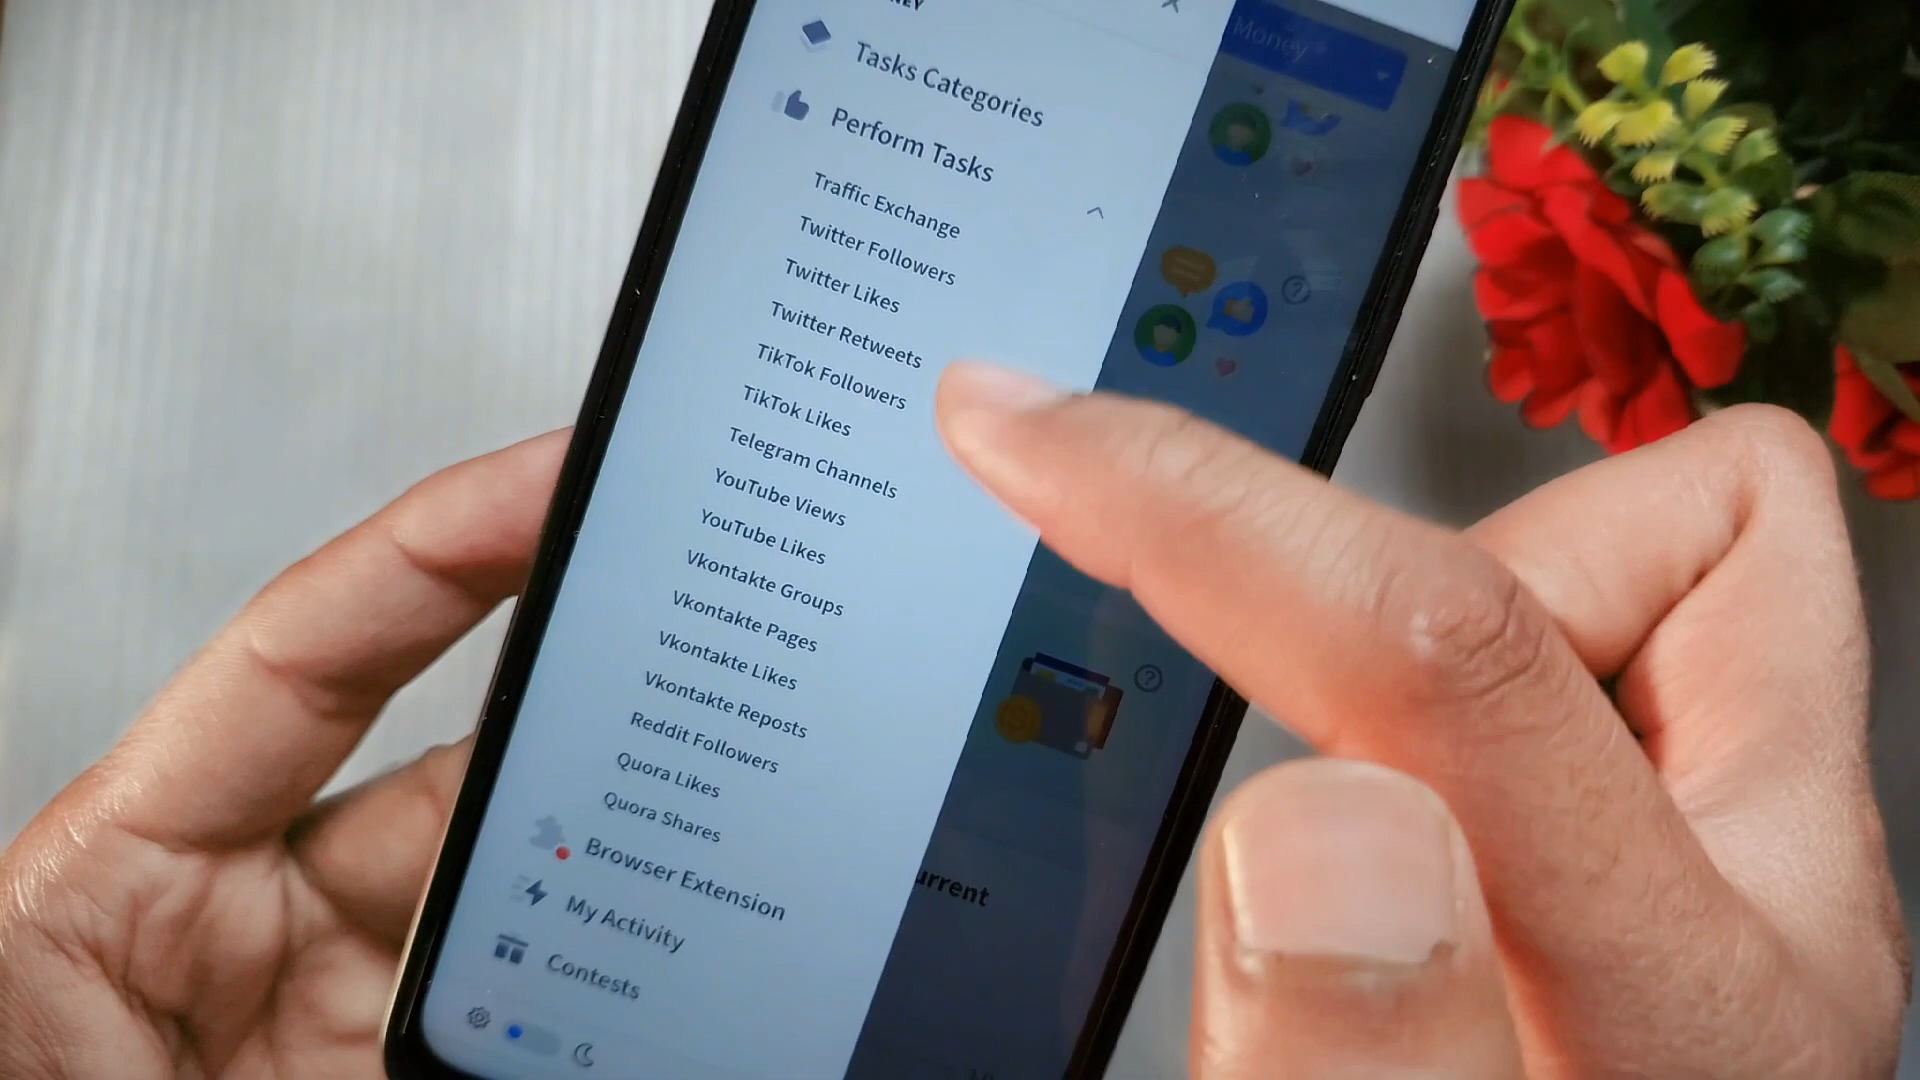 Money
Tasks Categories
Perform Tasks
Traffic Exchange
Twitter Followers
Twitter Likes
Twitter Retweets
TikTok Followers
TikTok Likes
Telegram Channels
YouTube Views
YouTube Likes
Vkontakte Groups
Vkontakte Pages
Vkontakte Likes
Vkontakte Reposts
Reddit Followers
Quora Likes
Quora Shares
Browser Extension
My Activity
Contests
urrent